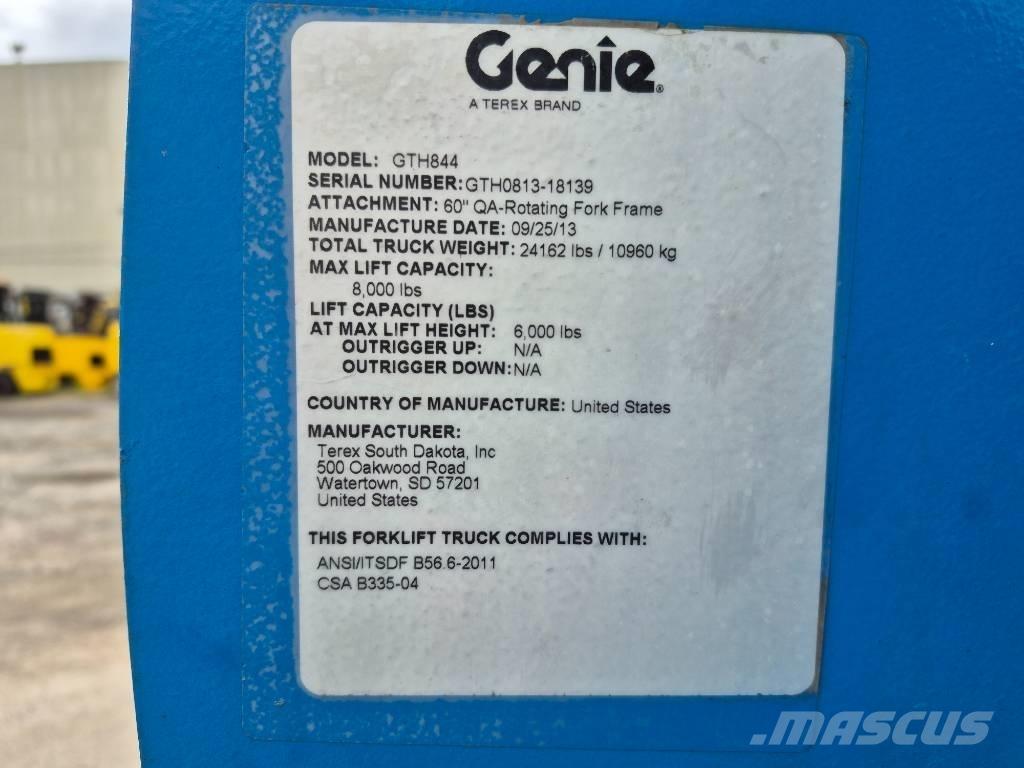 Genie®
A TEREX BRAND
MODEL: GTH844
SERIAL NUMBER: GTH0813-18139
ATTACHMENT: 60" QA-Rotating Fork Frame
MANUFACTURE DATE: 09/25/13
TOTAL TRUCK WEIGHT: 24162 lbs / 10960 kg
MAX LIFT CAPACITY:
8,000 lbs
LIFT CAPACITY (LBS)
AT MAX LIFT HEIGHT: 6,000 lbs
OUTRIGGER UP: N/A
OUTRIGGER DOWN: N/A
COUNTRY OF MANUFACTURE: United States
MANUFACTURER:
Terex South Dakota, Inc
500 Oakwood Road
Watertown, SD 57201
United States
THIS FORKLIFT TRUCK COMPLIES WITH:
ANSI/ITSDF B56.6-2011
CSA B335-04
MASCUS